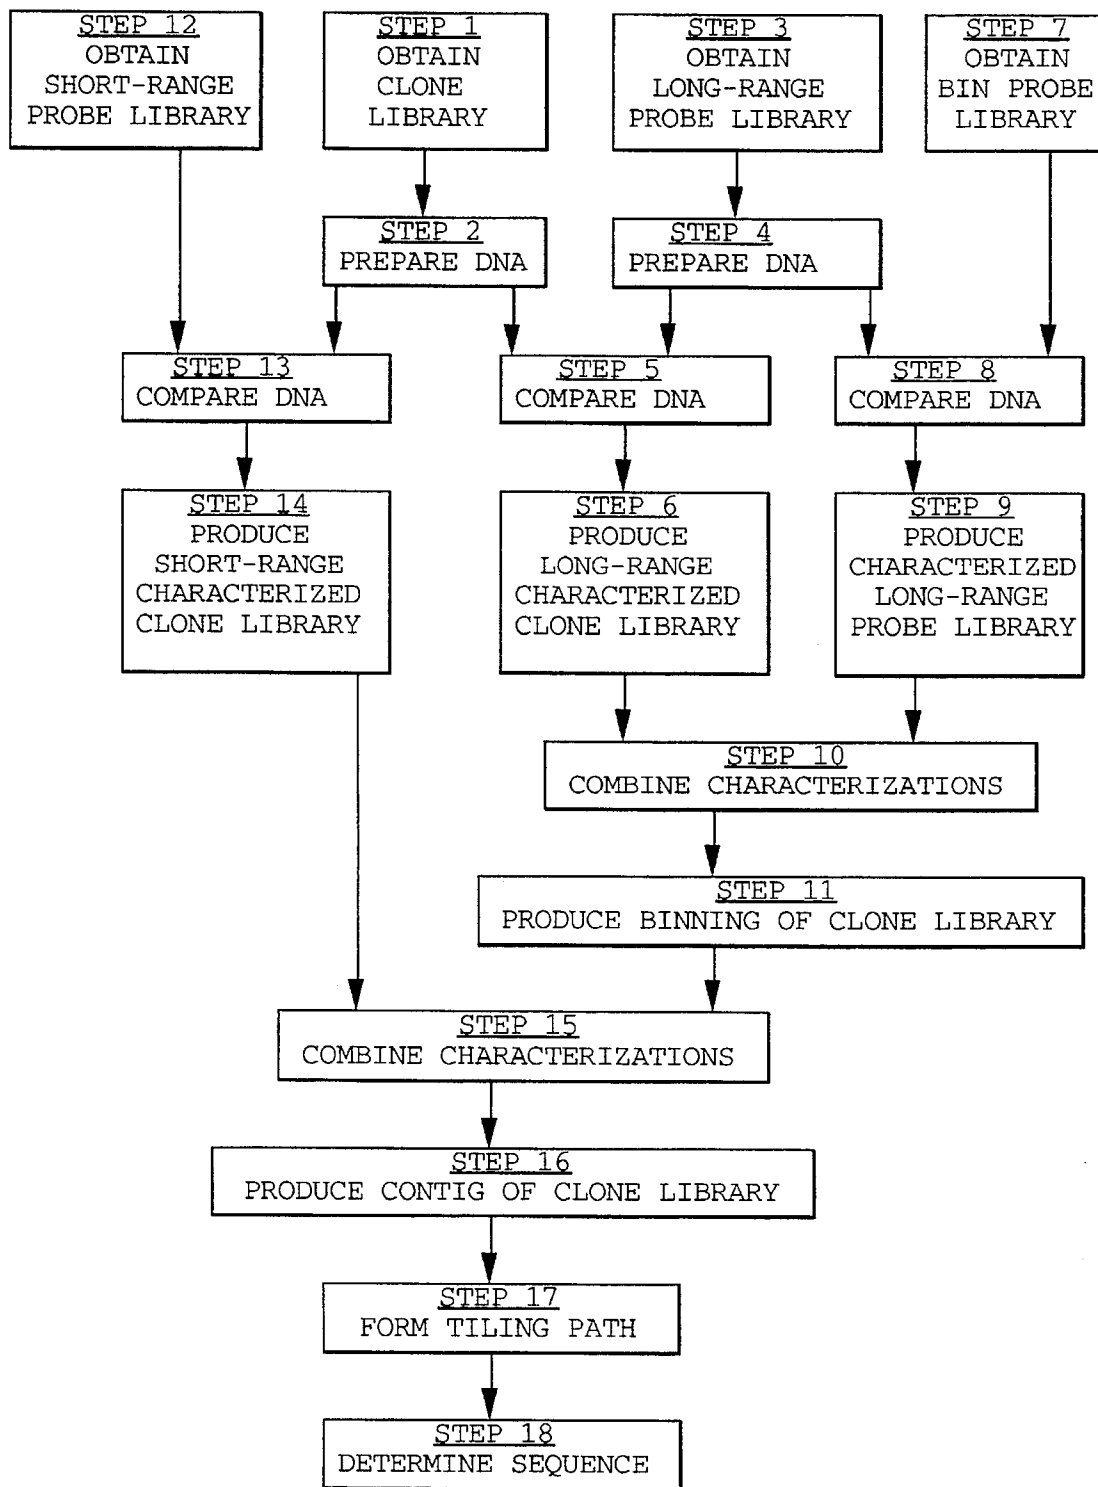 STEP 12
OBTAIN
SHORT-RANGE
PROBE LIBRARY
STEP 1
OBTAIN
CLONE
LIBRARY
STEP 3
OBTAIN
LONG-RANGE
PROBE LIBRARY
STEP 7
OBTAIN
BIN PROBE
LIBRARY
STEP 2
PREPARE DNA
STEP 4
PREPARE DNA
STEP 13
COMPARE DNA
STEP 5
COMPARE DNA
STEP 8
COMPARE DNA
STEP 14
PRODUCE
SHORT-RANGE
CHARACTERIZED
CLONE LIBRARY
STEP 6
PRODUCE
LONG-RANGE
CHARACTERIZED
CLONE LIBRARY
STEP 9
PRODUCE
CHARACTERIZED
LONG-RANGE
PROBE LIBRARY
STEP 10
COMBINE CHARACTERIZATIONS
STEP 11
PRODUCE BINNING OF CLONE LIBRARY
STEP 15
COMBINE CHARACTERIZATIONS
STEP 16
PRODUCE CONTIG OF CLONE LIBRARY
STEP 17
FORM TILING PATH
STEP 18
DETERMINE SEQUENCE